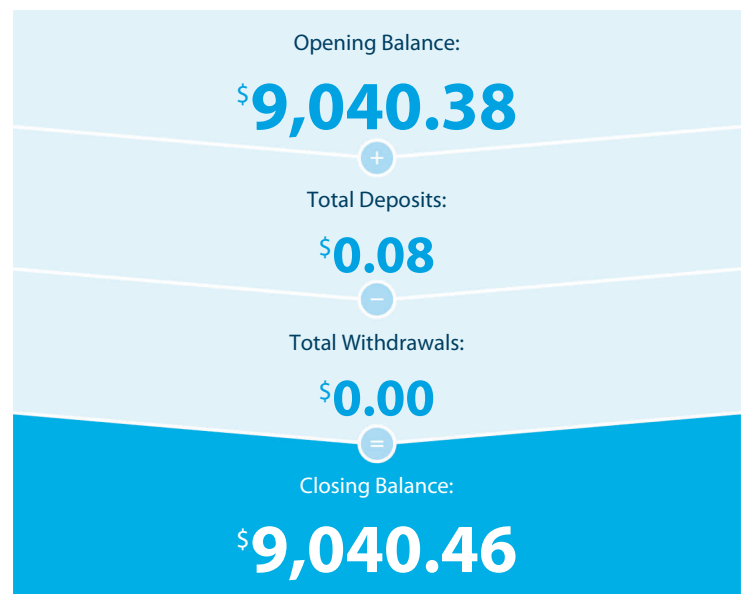 Opening Balance:
$9,040.38
+
Total Deposits:
$0.08
−
Total Withdrawals:
$0.00
=
Closing Balance:
$9,040.46